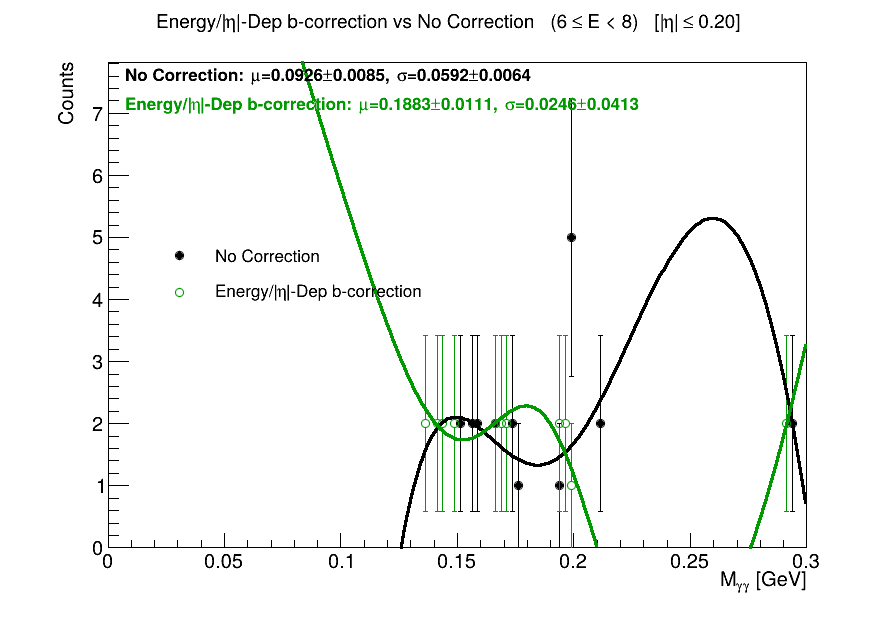 Energy/|η|-Dep b-correction vs No Correction (6 ≤ E < 8) [|η| ≤ 0.20]
No Correction: μ=0.0926±0.0085, σ=0.0592±0.0064
Energy/|η|-Dep b-correction: μ=0.1883±0.0111, σ=0.0246±0.0413
Counts
7
6
5
4
3
2
1
0
No Correction
Energy/|η|-Dep b-correction
0 0.05 0.1 0.15 0.2 0.25 0.3
Mγγ [GeV]